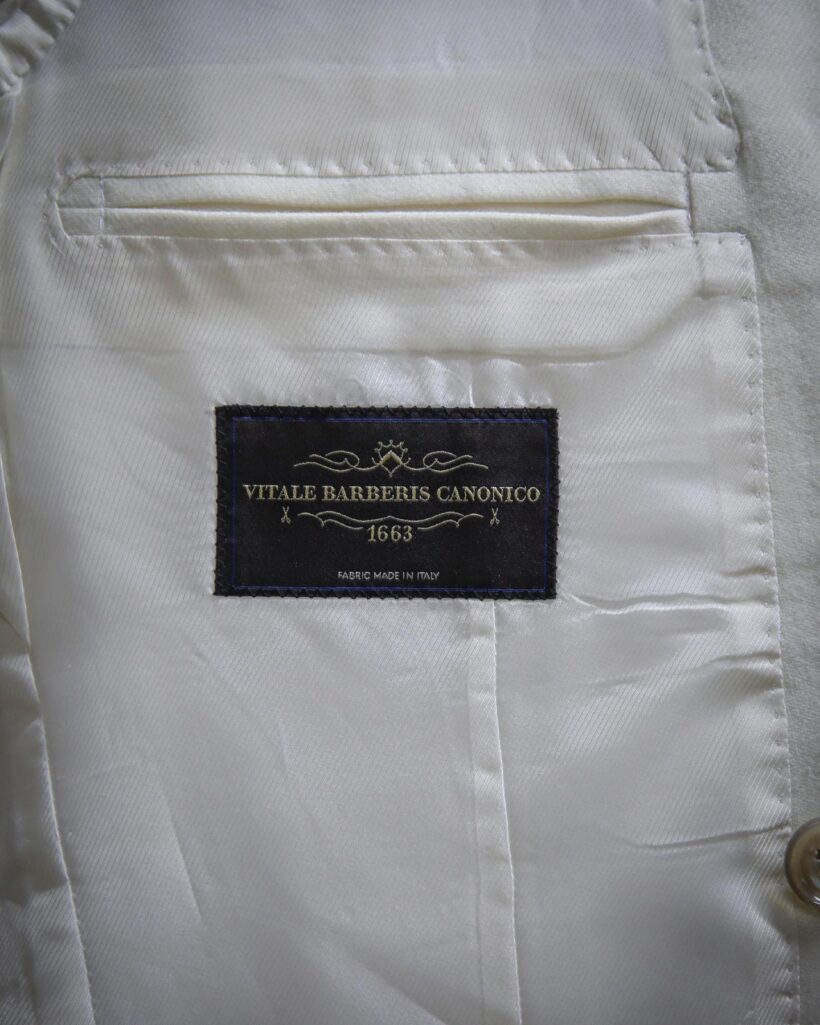 VITALE BARBERIS CANONICO
1663
FABRIC MADE IN ITALY